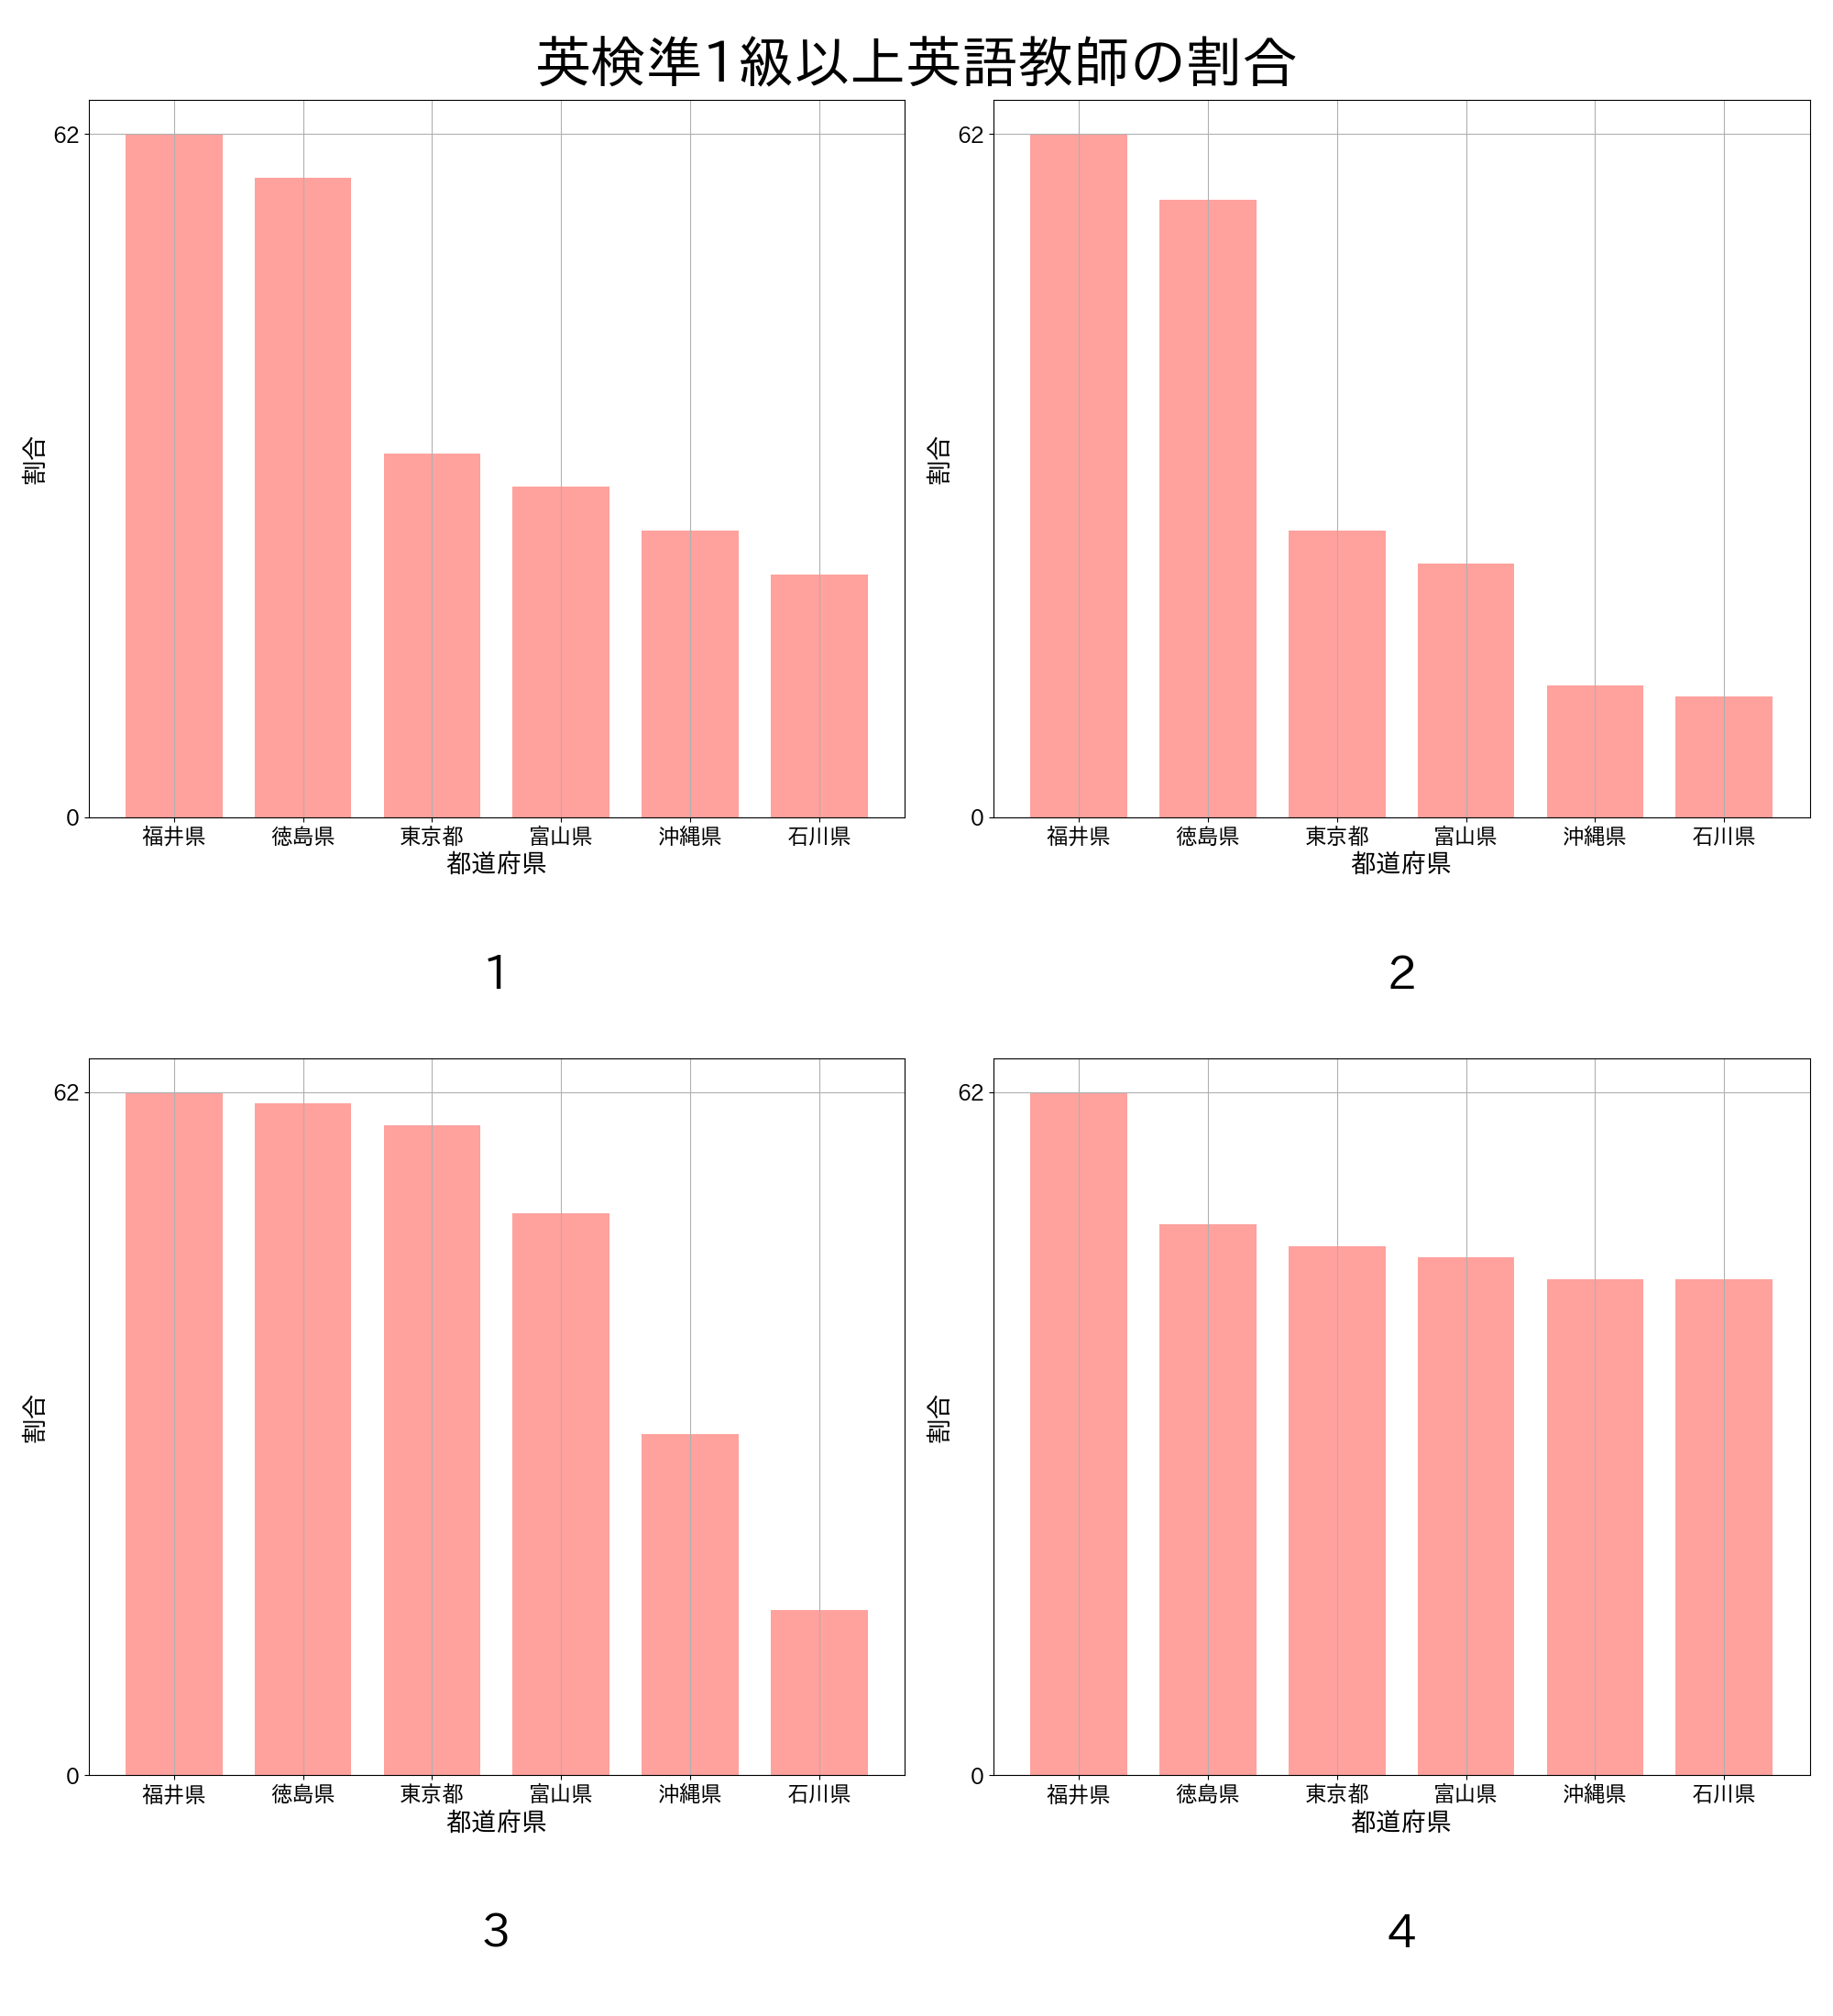 英検準1級以上英語教師の割合
62
0
割合
福井県 徳島県 東京都 富山県 沖縄県 石川県
都道府県
1
62
0
割合
福井県 徳島県 東京都 富山県 沖縄県 石川県
都道府県
2
62
0
割合
福井県 徳島県 東京都 富山県 沖縄県 石川県
都道府県
3
62
0
割合
福井県 徳島県 東京都 富山県 沖縄県 石川県
都道府県
4